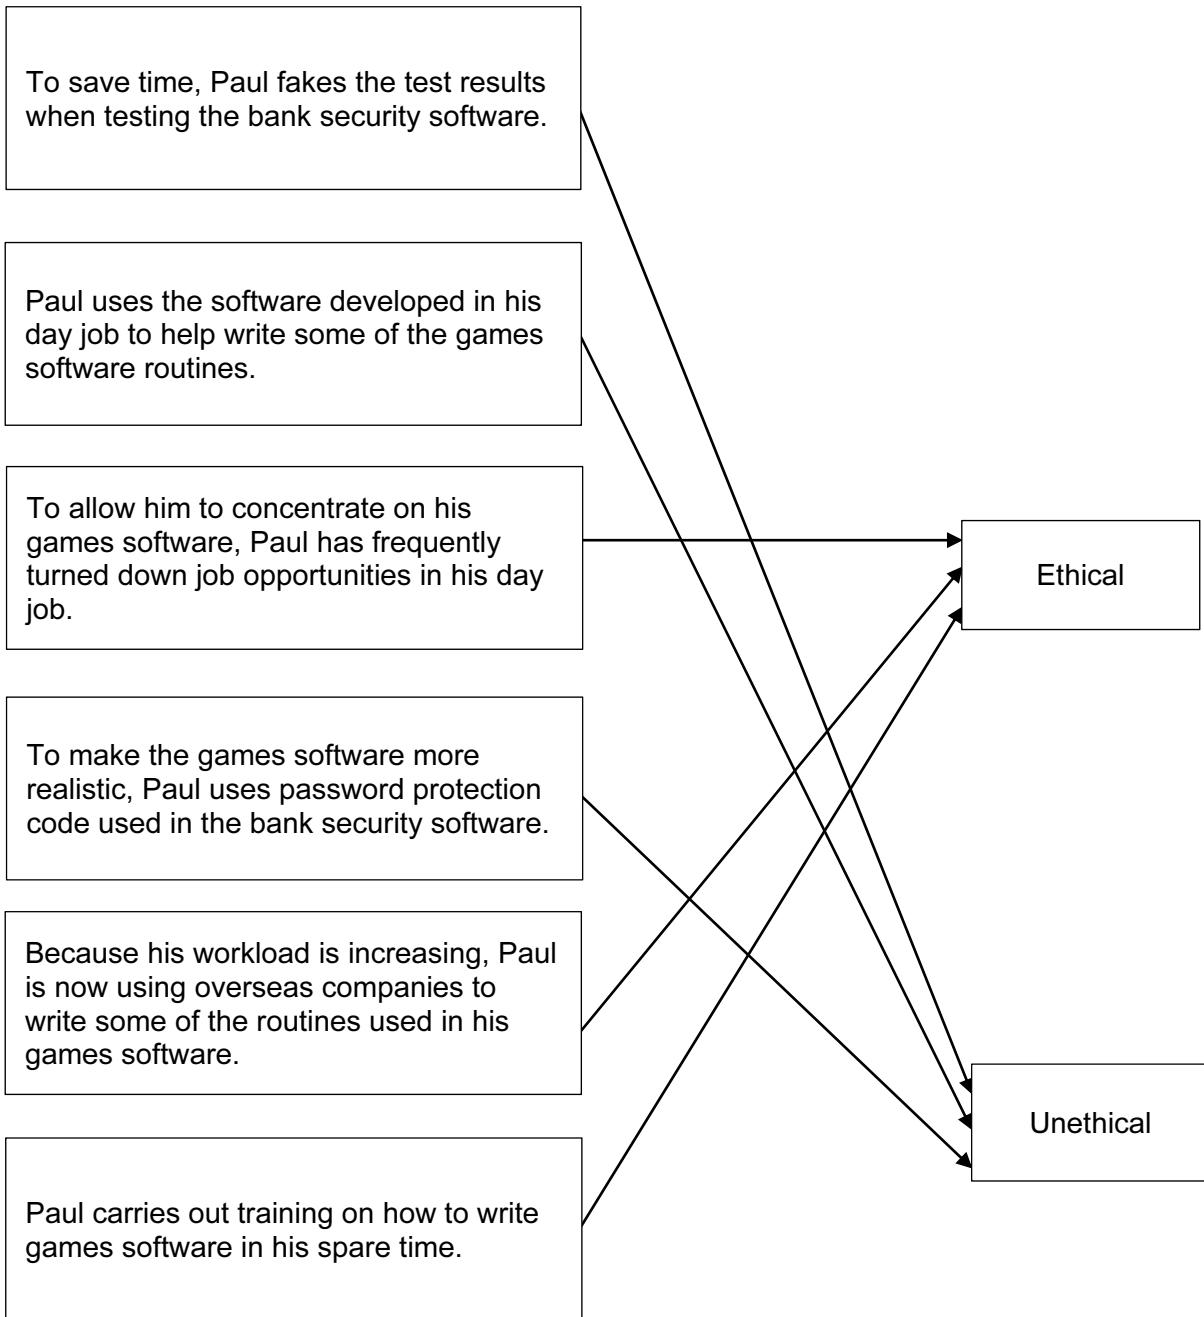 To save time, Paul fakes the test results
when testing the bank security software.
Paul uses the software developed in his
day job to help write some of the games
software routines.
To allow him to concentrate on his
games software, Paul has frequently
turned down job opportunities in his day
job.
Ethical
To make the games software more
realistic, Paul uses password protection
code used in the bank security software.
Because his workload is increasing, Paul
is now using overseas companies to
write some of the routines used in his
games software.
Unethical
Paul carries out training on how to write
games software in his spare time.